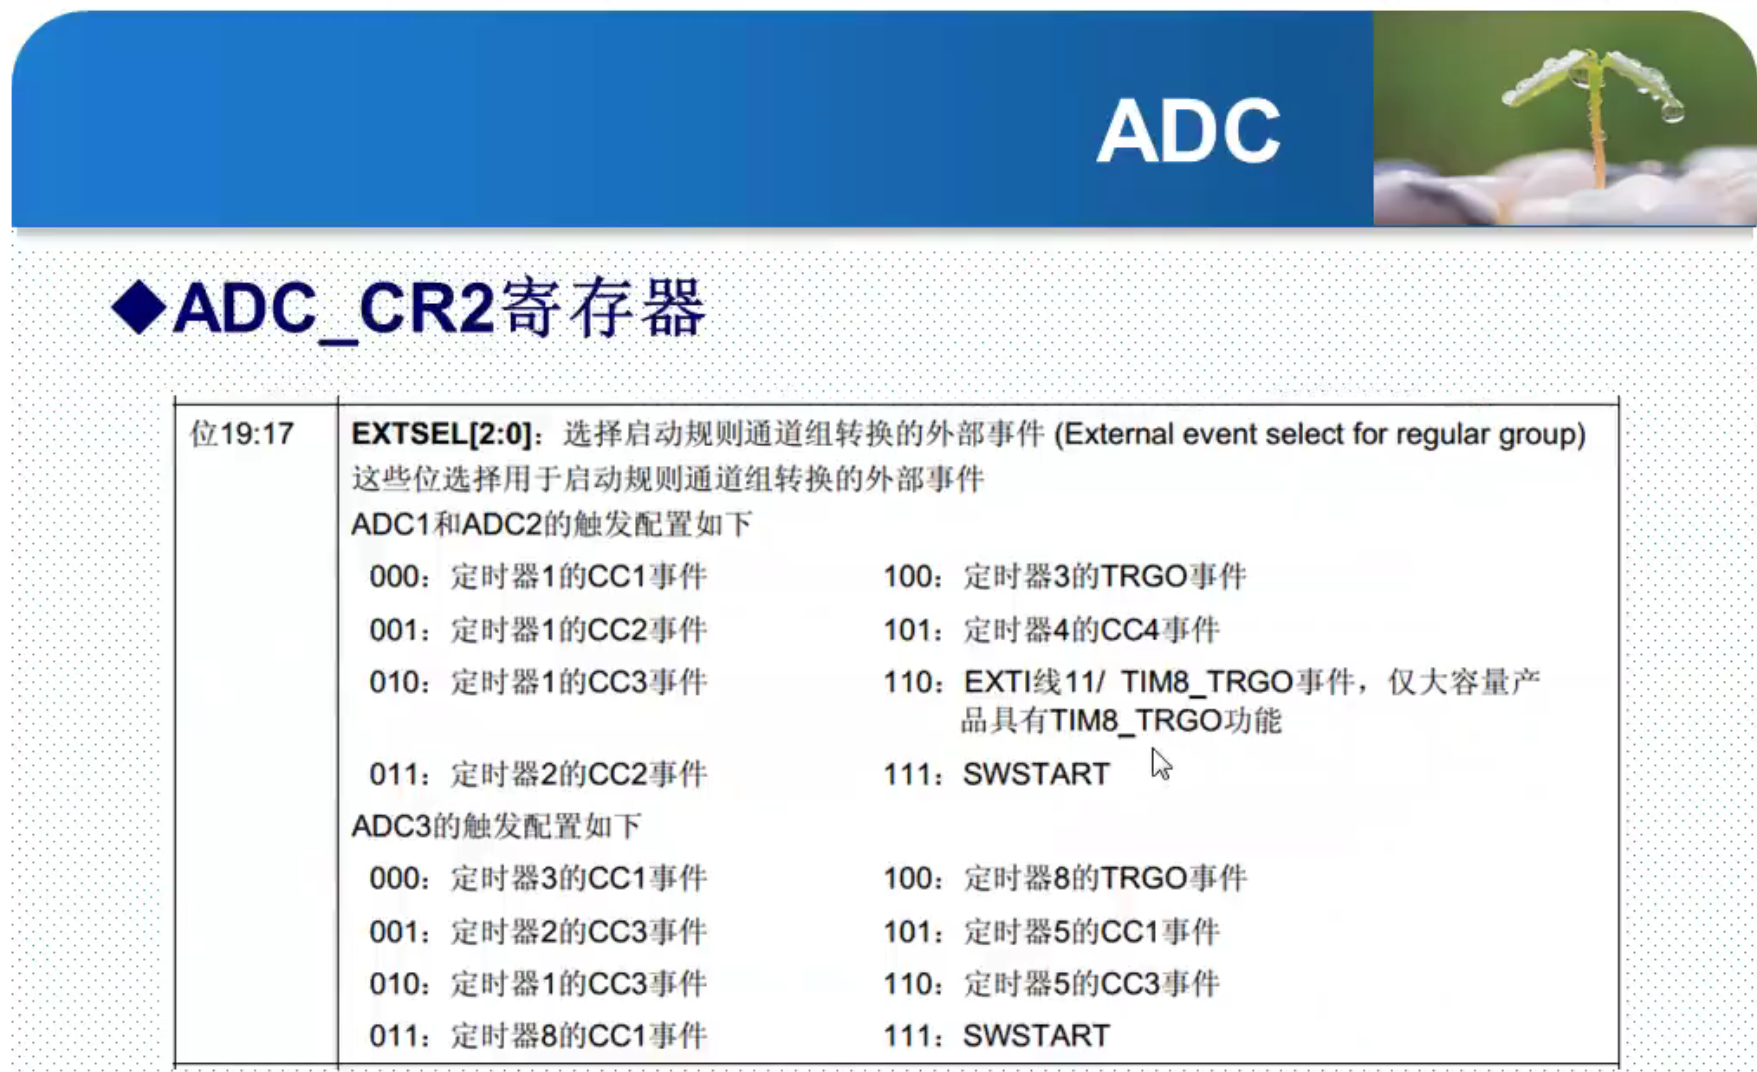 ADC
◆ADC_CR2寄存器
位19:17 EXTSEL[2:0]：选择启动规则通道组转换的外部事件 (External event select for regular group)
这些位选择用于启动规则通道组转换的外部事件
ADC1和ADC2的触发配置如下
000：定时器1的CC1事件 100：定时器3的TRGO事件
001：定时器1的CC2事件 101：定时器4的CC4事件
010：定时器1的CC3事件 110：EXTI线11/ TIM8_TRGO事件，仅大容量产
品具有TIM8_TRGO功能
011：定时器2的CC2事件 111：SWSTART
ADC3的触发配置如下
000：定时器3的CC1事件 100：定时器8的TRGO事件
001：定时器2的CC3事件 101：定时器5的CC1事件
010：定时器1的CC3事件 110：定时器5的CC3事件
011：定时器8的CC1事件 111：SWSTART